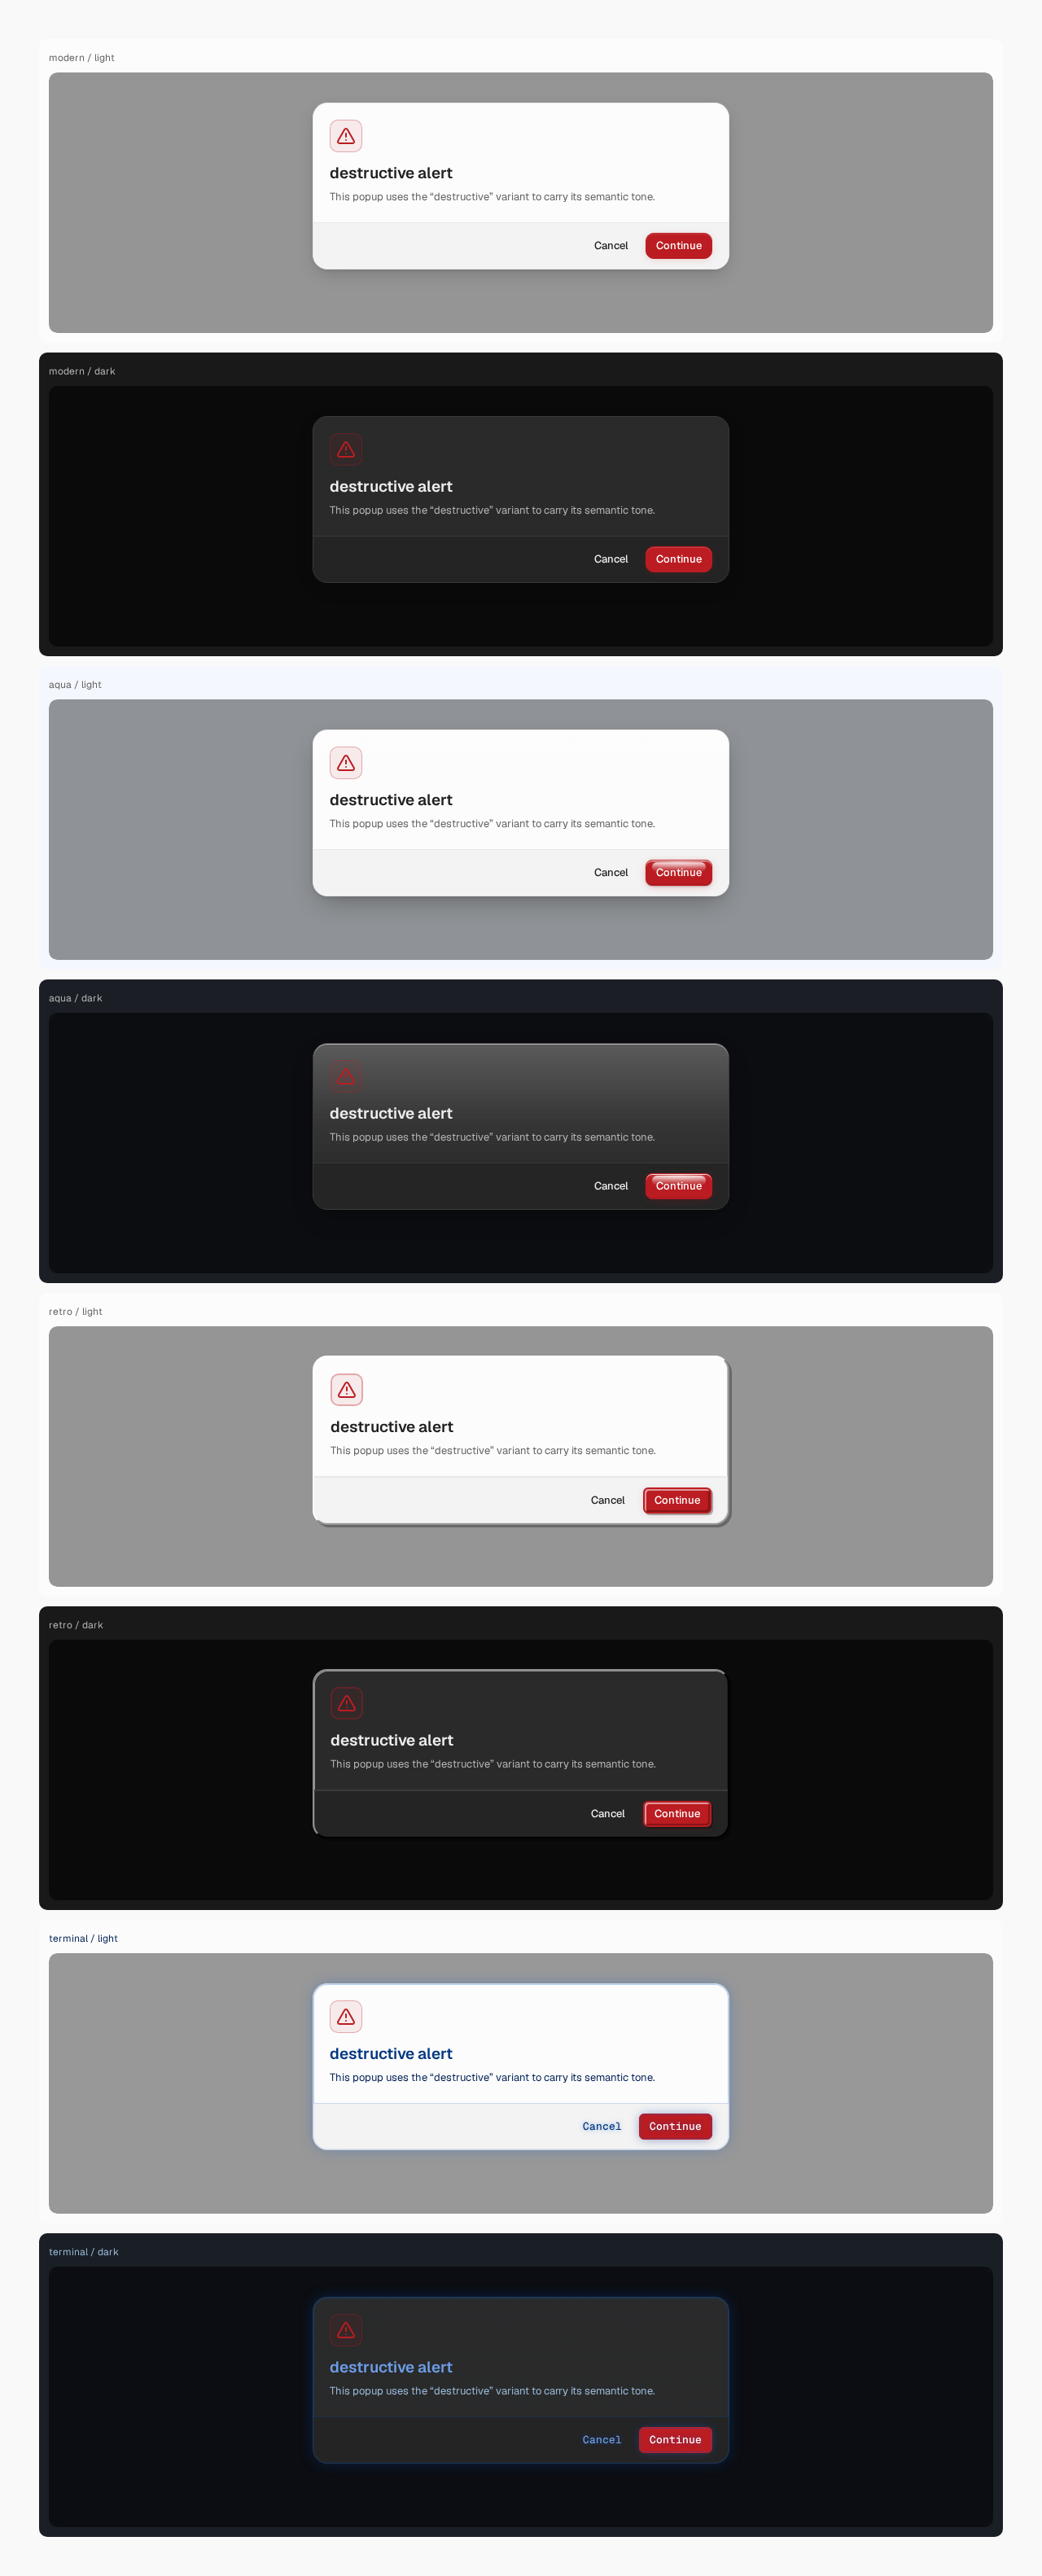 modern / light
destructive alert
This popup uses the “destructive” variant to carry its semantic tone.
Cancel Continue
modern / dark
destructive alert
This popup uses the “destructive” variant to carry its semantic tone.
Cancel Continue
aqua / light
destructive alert
This popup uses the “destructive” variant to carry its semantic tone.
Cancel Continue
aqua / dark
destructive alert
This popup uses the “destructive” variant to carry its semantic tone.
Cancel Continue
retro / light
destructive alert
This popup uses the “destructive” variant to carry its semantic tone.
Cancel Continue
retro / dark
destructive alert
This popup uses the “destructive” variant to carry its semantic tone.
Cancel Continue
terminal / light
destructive alert
This popup uses the “destructive” variant to carry its semantic tone.
Cancel Continue
terminal / dark
destructive alert
This popup uses the “destructive” variant to carry its semantic tone.
Cancel Continue